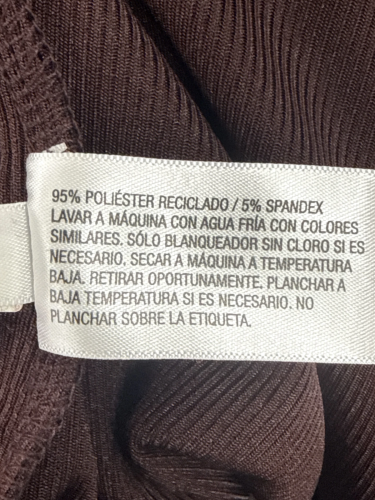 95% POLIÉSTER RECICLADO / 5% SPANDEX
LAVAR A MÁQUINA CON AGUA FRÍA CON COLORES
SIMILARES. SÓLO BLANQUEADOR SIN CLORO SI ES
NECESARIO. SECAR A MÁQUINA A TEMPERATURA
BAJA. RETIRAR OPORTUNAMENTE. PLANCHAR A
BAJA TEMPERATURA SI ES NECESARIO. NO
PLANCHAR SOBRE LA ETIQUETA.